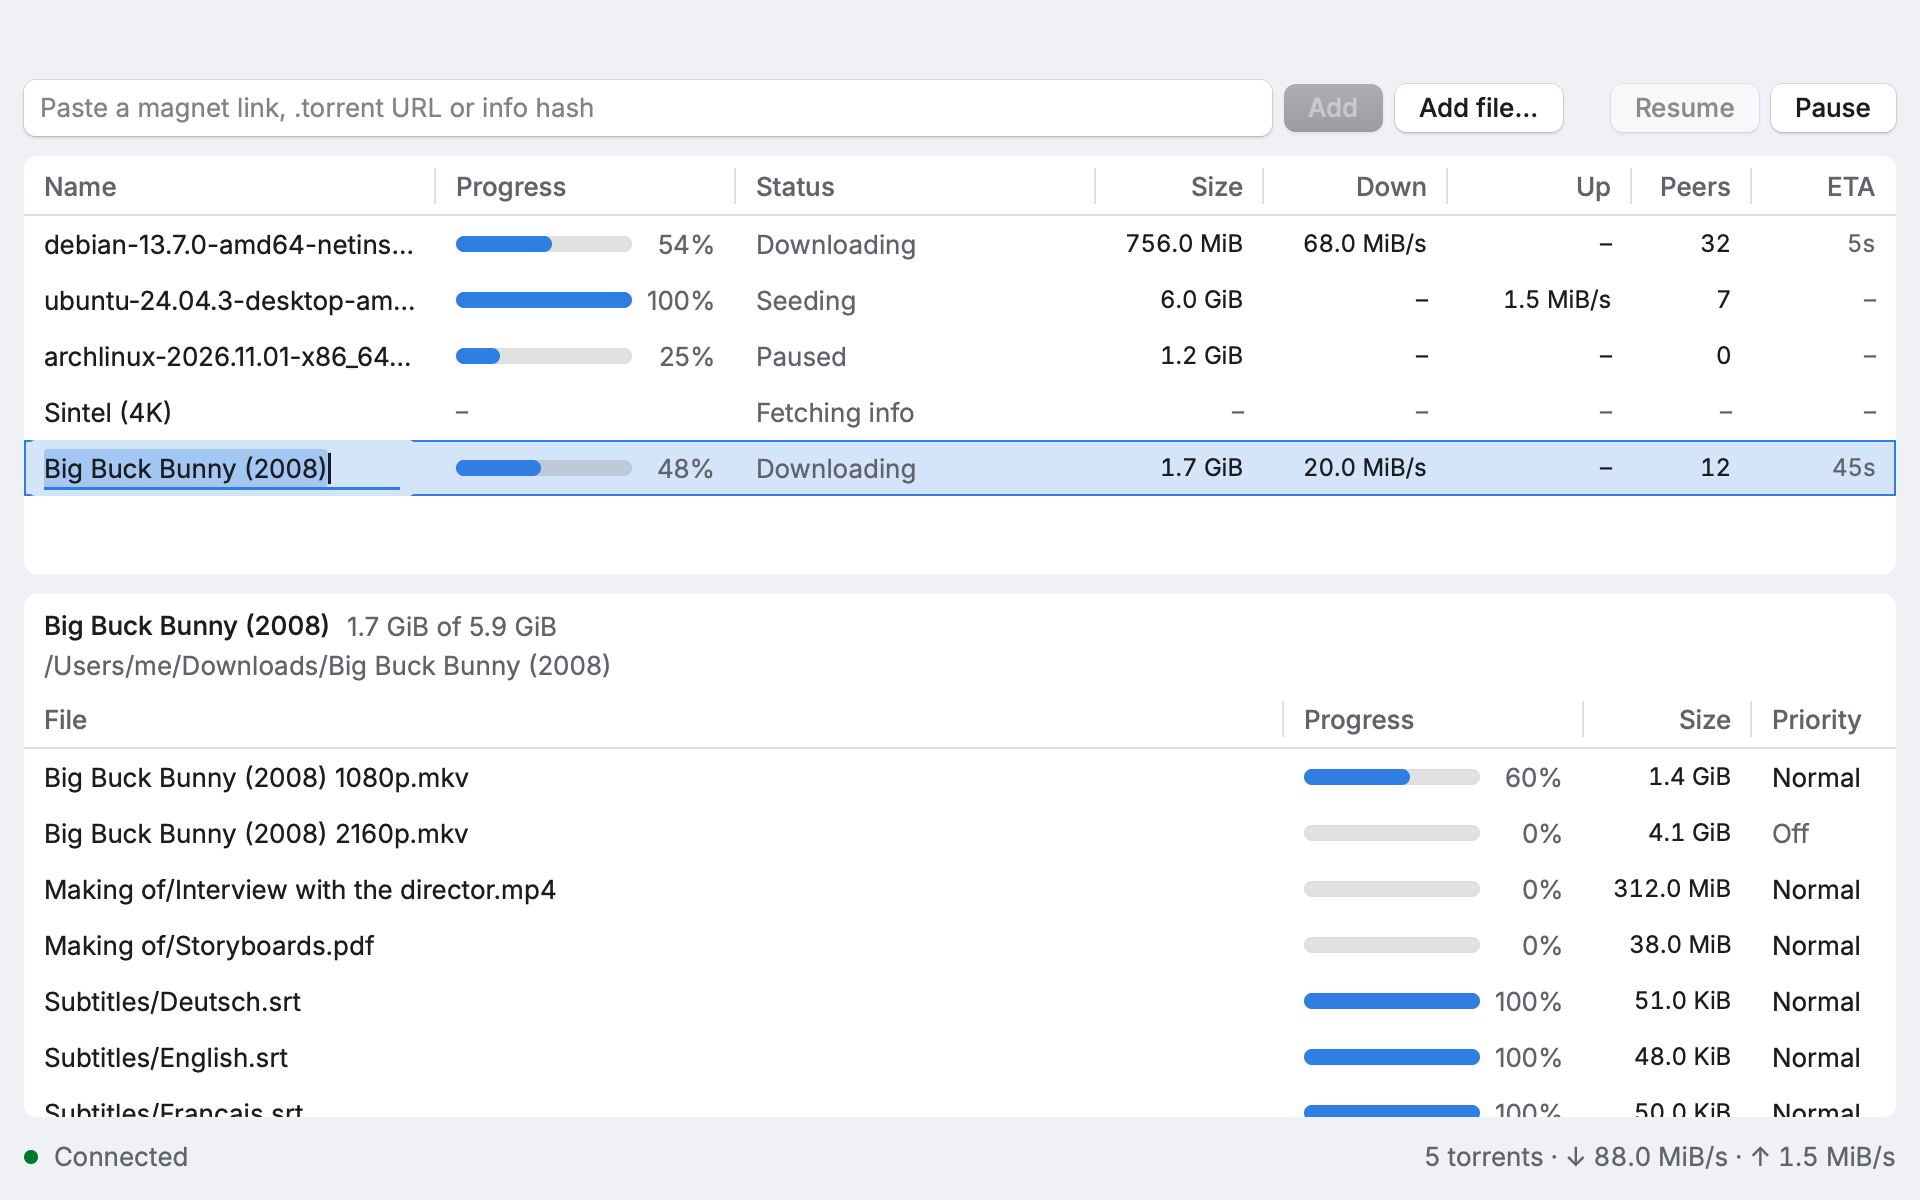 Paste a magnet link, .torrent URL or info hash Add Add file... Resume Pause
Name Progress Status Size Down Up Peers ETA
debian-13.7.0-amd64-netins... 54% Downloading 756.0 MiB 68.0 MiB/s – 32 5s
ubuntu-24.04.3-desktop-am... 100% Seeding 6.0 GiB – 1.5 MiB/s 7 –
archlinux-2026.11.01-x86_64... 25% Paused 1.2 GiB – – 0 –
Sintel (4K) – Fetching info – – – – –
Big Buck Bunny (2008) 48% Downloading 1.7 GiB 20.0 MiB/s – 12 45s
Big Buck Bunny (2008) 1.7 GiB of 5.9 GiB
/Users/me/Downloads/Big Buck Bunny (2008)
File Progress Size Priority
Big Buck Bunny (2008) 1080p.mkv 60% 1.4 GiB Normal
Big Buck Bunny (2008) 2160p.mkv 0% 4.1 GiB Off
Making of/Interview with the director.mp4 0% 312.0 MiB Normal
Making of/Storyboards.pdf 0% 38.0 MiB Normal
Subtitles/Deutsch.srt 100% 51.0 KiB Normal
Subtitles/English.srt 100% 48.0 KiB Normal
Subtitles/Français.srt 100% 50.0 KiB Normal
Connected 5 torrents · ↓ 88.0 MiB/s · ↑ 1.5 MiB/s